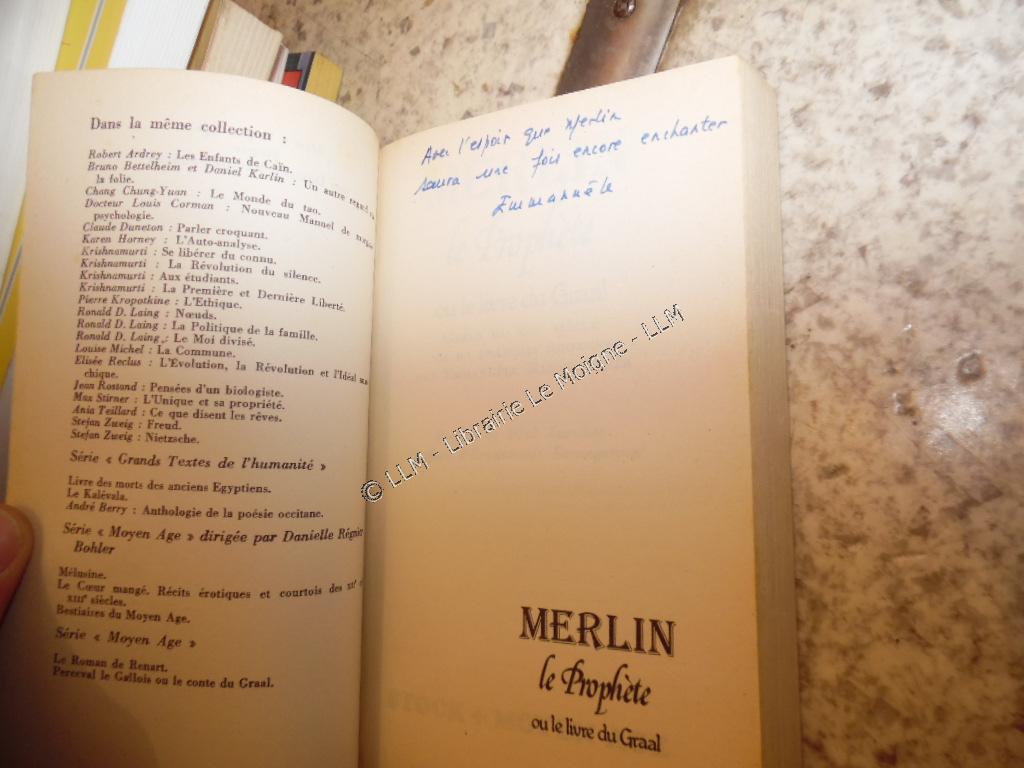 Dans la même collection :
Robert Ardrey : Les Enfants de Caïn.
Bruno Bettelheim et Daniel Karlin : Un autre regard
la folie.
Chang Chung-Yuan : Le Monde du tao.
Docteur Louis Corman : Nouveau Manuel de
psychologie.
Claude Duneton : Parler croquant.
Karen Horney : L'Auto-analyse.
Krishnamurti : Se libérer du connu.
Krishnamurti : La Révolution du silence.
Krishnamurti : Aux étudiants.
Krishnamurti : La Première et Dernière Liberté.
Pierre Kropotkine : L'Ethique.
Ronald D. Laing : Nœuds.
Ronald D. Laing : La Politique de la famille.
Ronald D. Laing : Le Moi divisé.
Louise Michel : La Commune.
Elisée Reclus : L'Evolution, la Révolution et l'Idéal
chique.
Jean Rostand : Pensées d'un biologiste.
Max Stirner : L'Unique et sa propriété.
Ania Teillard : Ce que disent les rêves.
Stefan Zweig : Freud.
Stefan Zweig : Nietzsche.
Série « Grands Textes de l'humanité »
Livre des morts des anciens Egyptiens.
Le Kalévala.
André Berry : Anthologie de la poésie occitane.
Série « Moyen Age » dirigée par Danielle Régnier
Bohler
Mélusine.
Le Cœur mangé. Récits érotiques et courtois des XIIe
XIIIe siècles.
Bestiaires du Moyen Age.
Série « Moyen Age »
Le Roman de Renart.
Perceval le Gallois ou le conte du Graal.
Avec l'espoir que Merlin
saura une fois encore enchanter
Emmanuèle
MERLIN
le Prophète
ou le livre du Graal
© LLM - Librairie Le Moigne - LLM